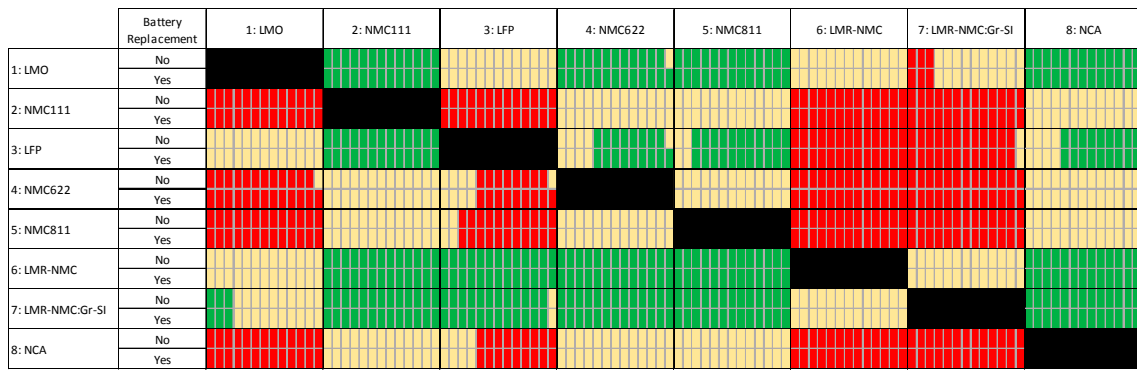 Battery
Replacement
1: LMO
2: NMC111
3: LFP
4: NMC622
5: NMC811
6: LMR-NMC
7: LMR-NMC:Gr-SI
8: NCA
1: LMO
No
Yes
2: NMC111
No
Yes
3: LFP
No
Yes
4: NMC622
No
Yes
5: NMC811
No
Yes
6: LMR-NMC
No
Yes
7: LMR-NMC:Gr-SI
No
Yes
8: NCA
No
Yes